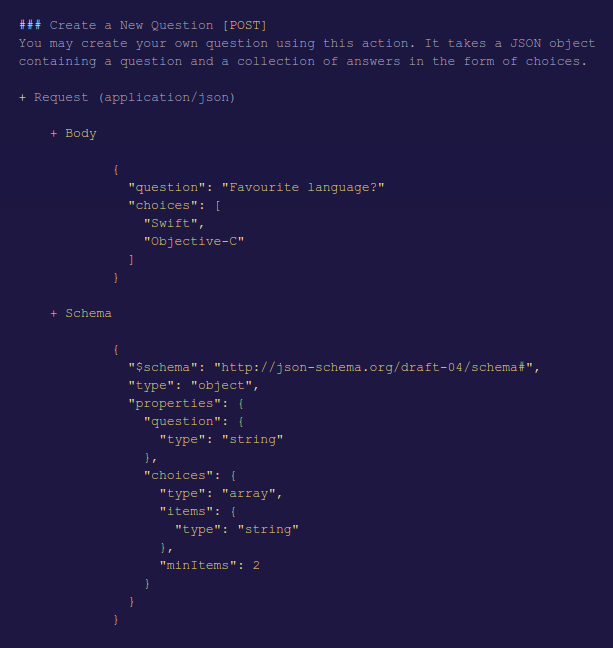 ### Create a New Question [POST]
You may create your own question using this action. It takes a JSON object
containing a question and a collection of answers in the form of choices.

+ Request (application/json)

    + Body

            {
              "question": "Favourite language?"
              "choices": [
                "Swift",
                "Objective-C"
              ]
            }

    + Schema

            {
              "$schema": "http://json-schema.org/draft-04/schema#",
              "type": "object",
              "properties": {
                "question": {
                  "type": "string"
                },
                "choices": {
                  "type": "array",
                  "items": {
                    "type": "string"
                  },
                  "minItems": 2
                }
              }
            }